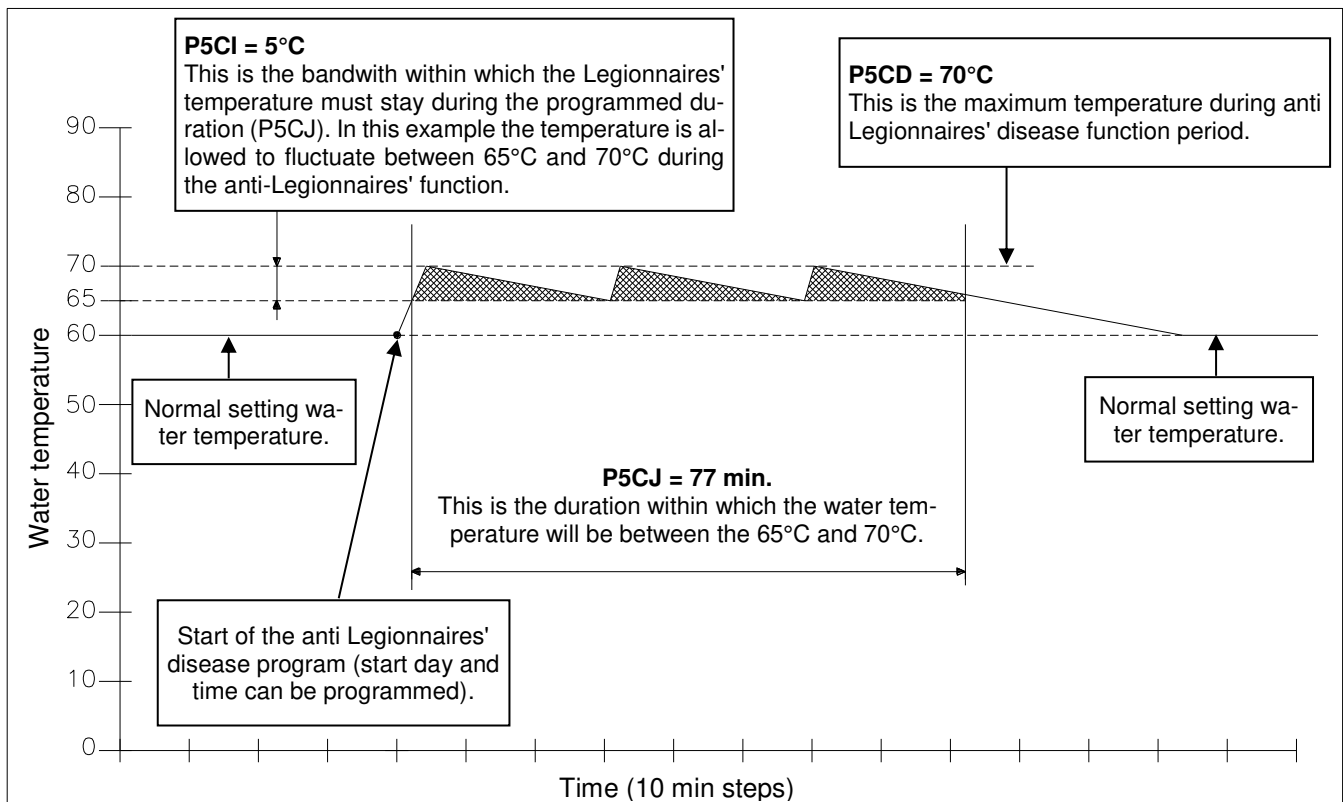 P5CI = 5°C
This is the bandwith within which the Legionnaires'
temperature must stay during the programmed du-
ration (P5CJ). In this example the temperature is al-
lowed to fluctuate between 65°C and 70°C during
the anti-Legionnaires' function.
P5CD = 70°C
This is the maximum temperature during anti
Legionnaires' disease function period.
90
80
70
65
60
50
40
30
20
10
0
Water temperature
Normal setting wa-
ter temperature.
Normal setting wa-
ter temperature.
P5CJ = 77 min.
This is the duration within which the water tem-
perature will be between the 65°C and 70°C.
Start of the anti Legionnaires'
disease program (start day and
time can be programmed).
Time (10 min steps)